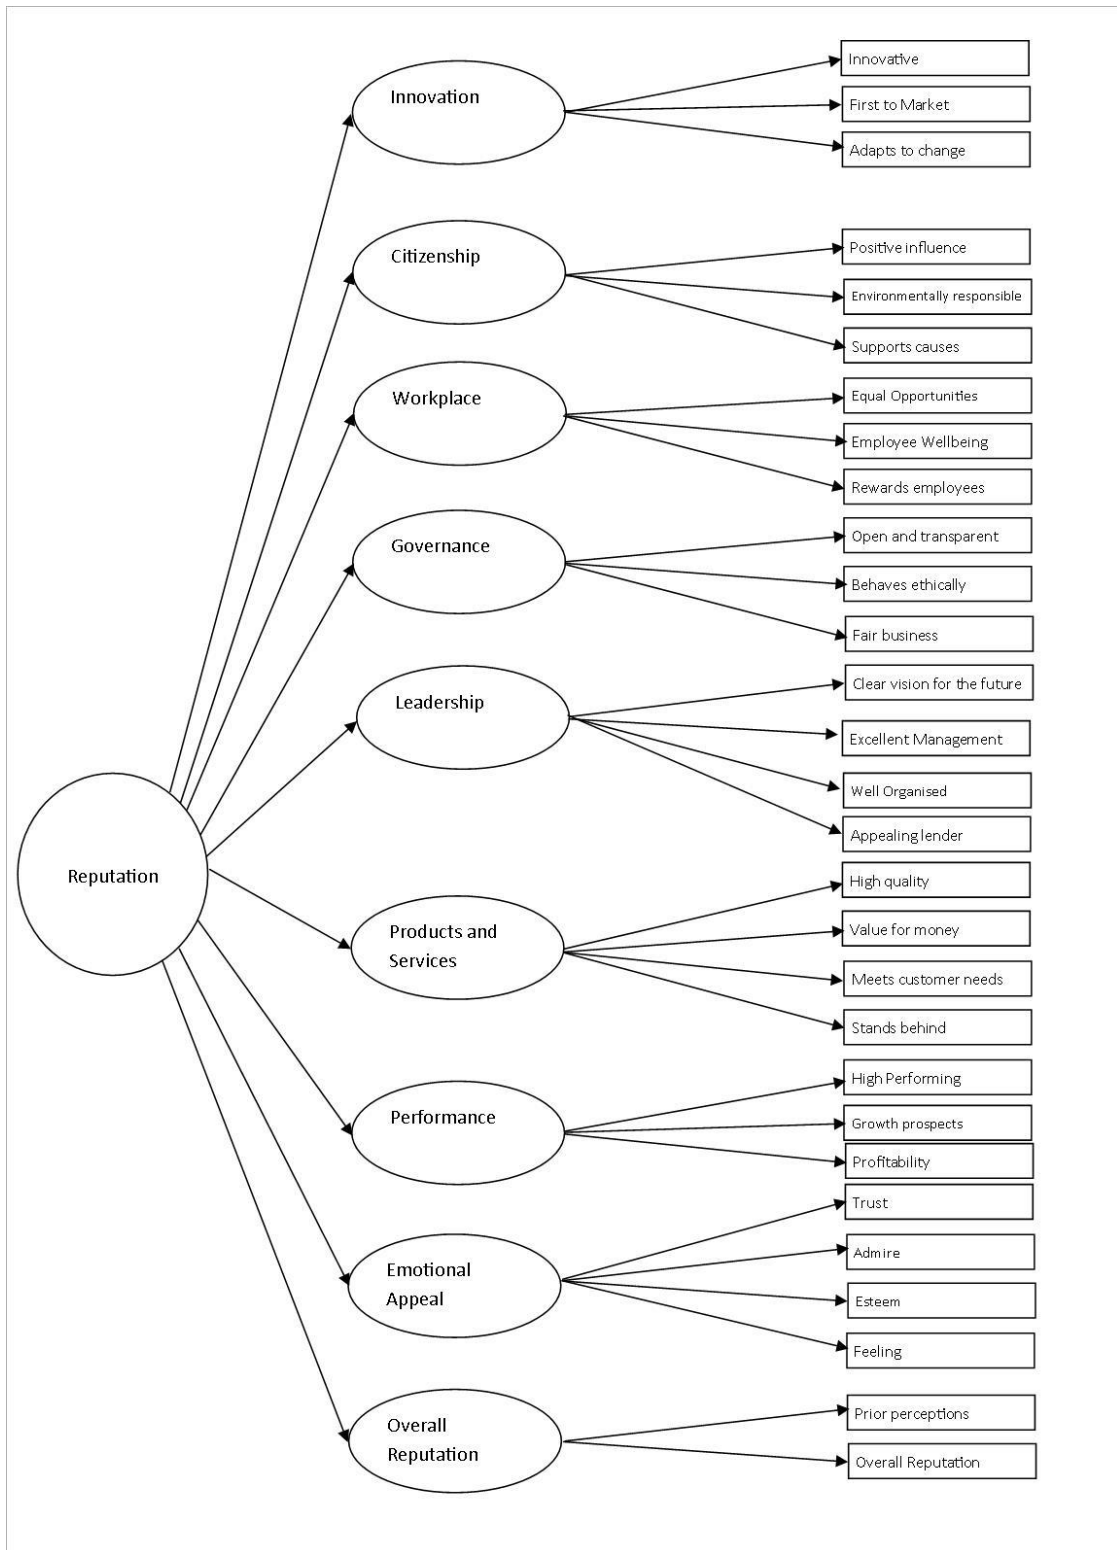 Innovation
Innovative
First to Market
Adapts to change
Citizenship
Positive influence
Environmentally responsible
Supports causes
Workplace
Equal Opportunities
Employee Wellbeing
Rewards employees
Governance
Open and transparent
Behaves ethically
Fair business
Leadership
Clear vision for the future
Excellent Management
Well Organised
Appealing lender
Reputation
Products and
Services
High quality
Value for money
Meets customer needs
Stands behind
Performance
High Performing
Growth prospects
Profitability
Emotional
Appeal
Trust
Admire
Esteem
Feeling
Overall
Reputation
Prior perceptions
Overall Reputation